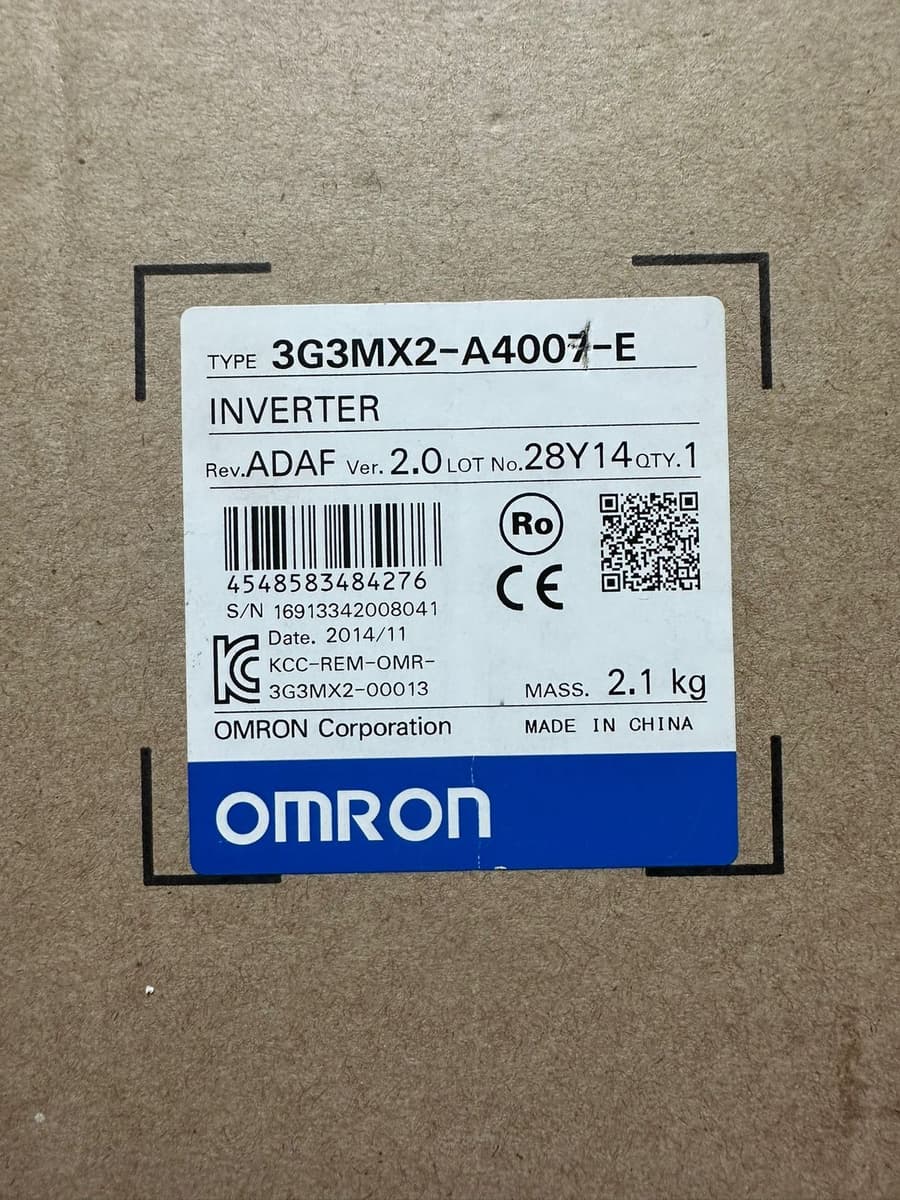 TYPE 3G3MX2-A4007-E
INVERTER
Rev.ADAF Ver. 2.0 LOT No.28Y14 QTY.1
Ro
4548583484276
CE
S/N 16913342008041
Date. 2014/11
KCC-REM-OMR-
3G3MX2-00013
MASS. 2.1 kg
OMRON Corporation
MADE IN CHINA
OMRON